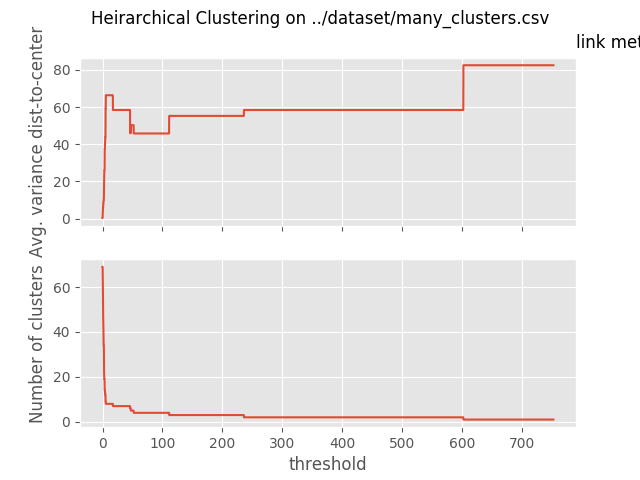 Heirarchical Clustering on ../dataset/many_clusters.csv
link met
Avg. variance dist-to-center
80
60
40
20
0
Number of clusters
60
40
20
0
0 100 200 300 400 500 600 700
threshold